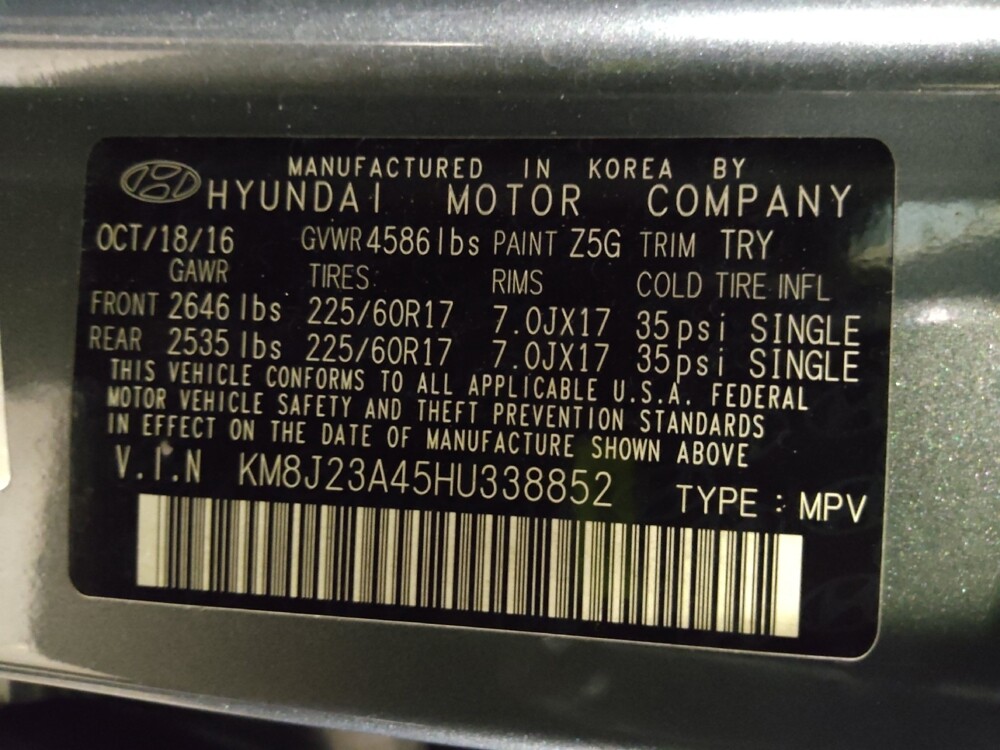 MANUFACTURED IN KOREA BY
HYUNDAI MOTOR COMPANY
OCT/18/16 GVWR 4586lbs PAINT Z5G TRIM TRY
GAWR TIRES RIMS COLD TIRE INFL
FRONT 2646 lbs 225/60R17 7.0JX17 35psi SINGLE
REAR 2535 lbs 225/60R17 7.0JX17 35psi SINGLE
THIS VEHICLE CONFORMS TO ALL APPLICABLE U.S.A. FEDERAL
MOTOR VEHICLE SAFETY AND THEFT PREVENTION STANDARDS
IN EFFECT ON THE DATE OF MANUFACTURE SHOWN ABOVE
V.I.N KM8J23A45HU338852 TYPE : MPV